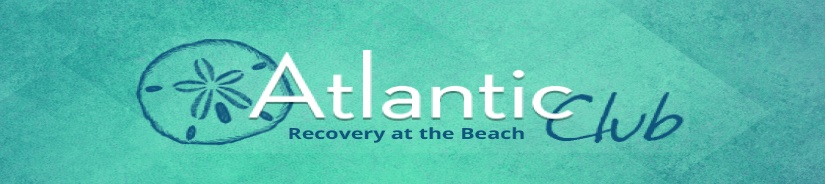 Atlantic Club
Recovery at the Beach